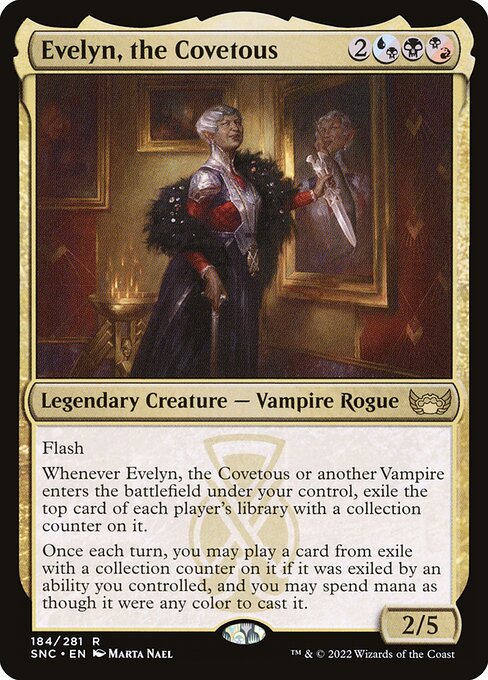 Evelyn, the Covetous 2
Legendary Creature — Vampire Rogue
Flash
Whenever Evelyn, the Covetous or another Vampire
enters the battlefield under your control, exile the
top card of each player's library with a collection
counter on it.
Once each turn, you may play a card from exile
with a collection counter on it if it was exiled by an
ability you controlled, and you may spend mana as
though it were any color to cast it.
2/5
184/281 R
SNC • EN Marta Nael
™ & © 2022 Wizards of the Coast